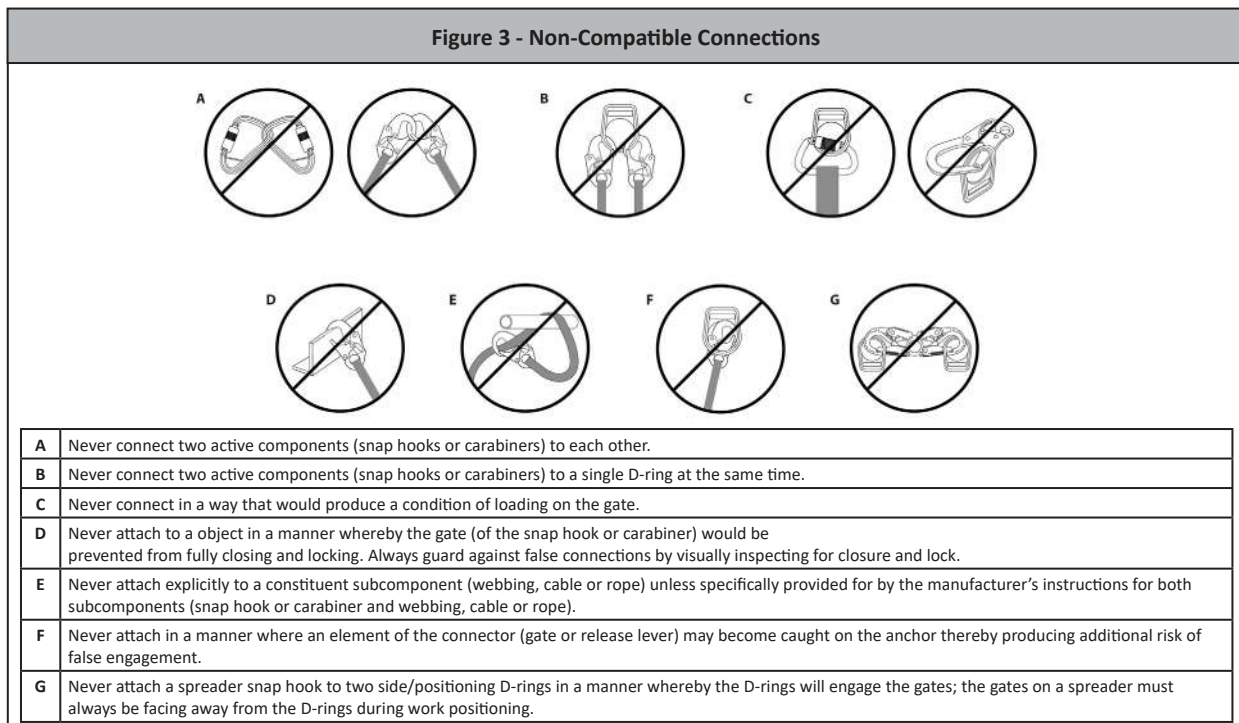 Figure 3 - Non-Compatible Connections
A
B
C
D
E
F
G
A Never connect two active components (snap hooks or carabiners) to each other.
B Never connect two active components (snap hooks or carabiners) to a single D-ring at the same time.
C Never connect in a way that would produce a condition of loading on the gate.
D Never attach to a object in a manner whereby the gate (of the snap hook or carabiner) would be
prevented from fully closing and locking. Always guard against false connections by visually inspecting for closure and lock.
E Never attach explicitly to a constituent subcomponent (webbing, cable or rope) unless specifically provided for by the manufacturer's instructions for both
subcomponents (snap hook or carabiner and webbing, cable or rope).
F Never attach in a manner where an element of the connector (gate or release lever) may become caught on the anchor thereby producing additional risk of
false engagement.
G Never attach a spreader snap hook to two side/positioning D-rings in a manner whereby the D-rings will engage the gates; the gates on a spreader must
always be facing away from the D-rings during work positioning.